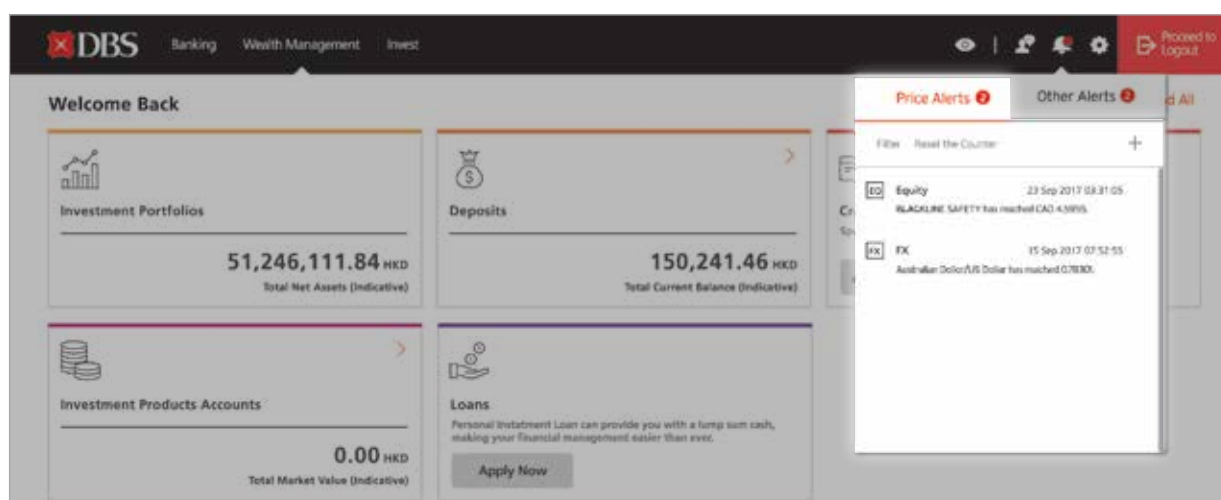 DBS Banking Wealth Management Invest
Proceed to
Logout
Welcome Back
Price Alerts 2 Other Alerts 2
d All
Filter Reset the Counter +
EQ Equity 23 Sep 2017 03:31:05
BLACKLINE SAFETY has reached CAD
FX FX 15 Sep 2017 07:52:55
Australian Dollar/US Dollar has reached
Investment Portfolios
51,246,111.84 HKD
Total Net Assets (Indicative)
Deposits
150,241.46 HKD
Total Current Balance (Indicative)
Cr
Investment Products Accounts
0.00 HKD
Total Market Value (Indicative)
Loans
Personal Instatment Loan can provide you with a lump sum cash,
making your financial management easier than ever.
Apply Now